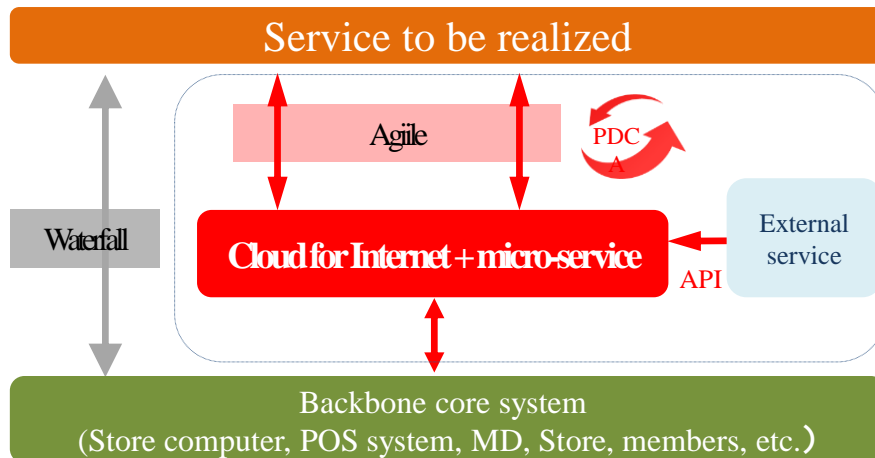 Service to be realized
Agiile
PDC
A
Waterfall
Cloud for Internet + micro-service
External
service
API
Backbone core system
(Store computer, POS system, MD, Store, members, etc.）